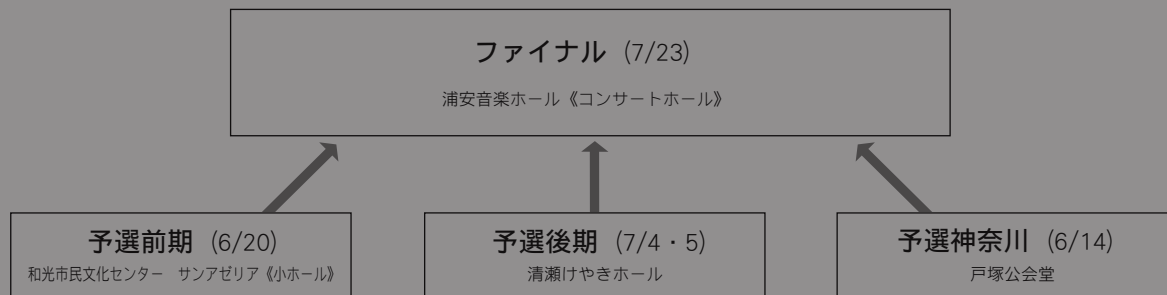 ファイナル (7/23)
浦安音楽ホール《コンサートホール》
予選前期 (6/20)
和光市民文化センター　サンアゼリア《小ホール》
予選後期 (7/4・5)
清瀬けやきホール
予選神奈川 (6/14)
戸塚公会堂